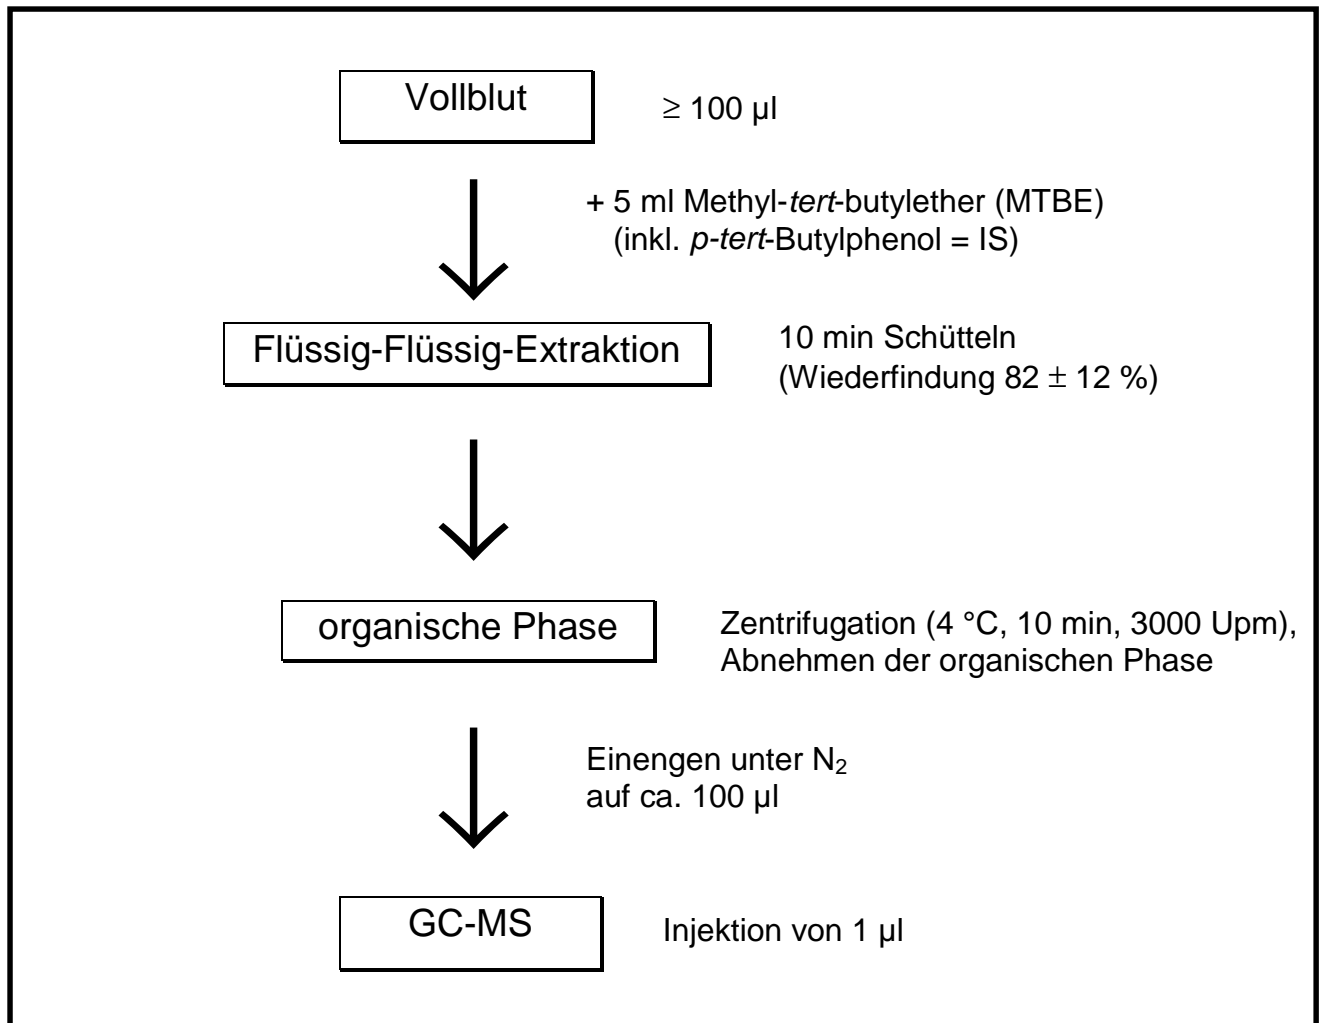 Vollblut
≥ 100 µl
+ 5 ml Methyl-tert-butylether (MTBE)
(inkl. p-tert-Butylphenol = IS)
Flüssig-Flüssig-Extraktion
10 min Schütteln
(Wiederfindung 82 ± 12 %)
organische Phase
Zentrifugation (4 °C, 10 min, 3000 Upm),
Abnehmen der organischen Phase
Einengen unter N₂
auf ca. 100 µl
GC-MS
Injektion von 1 µl